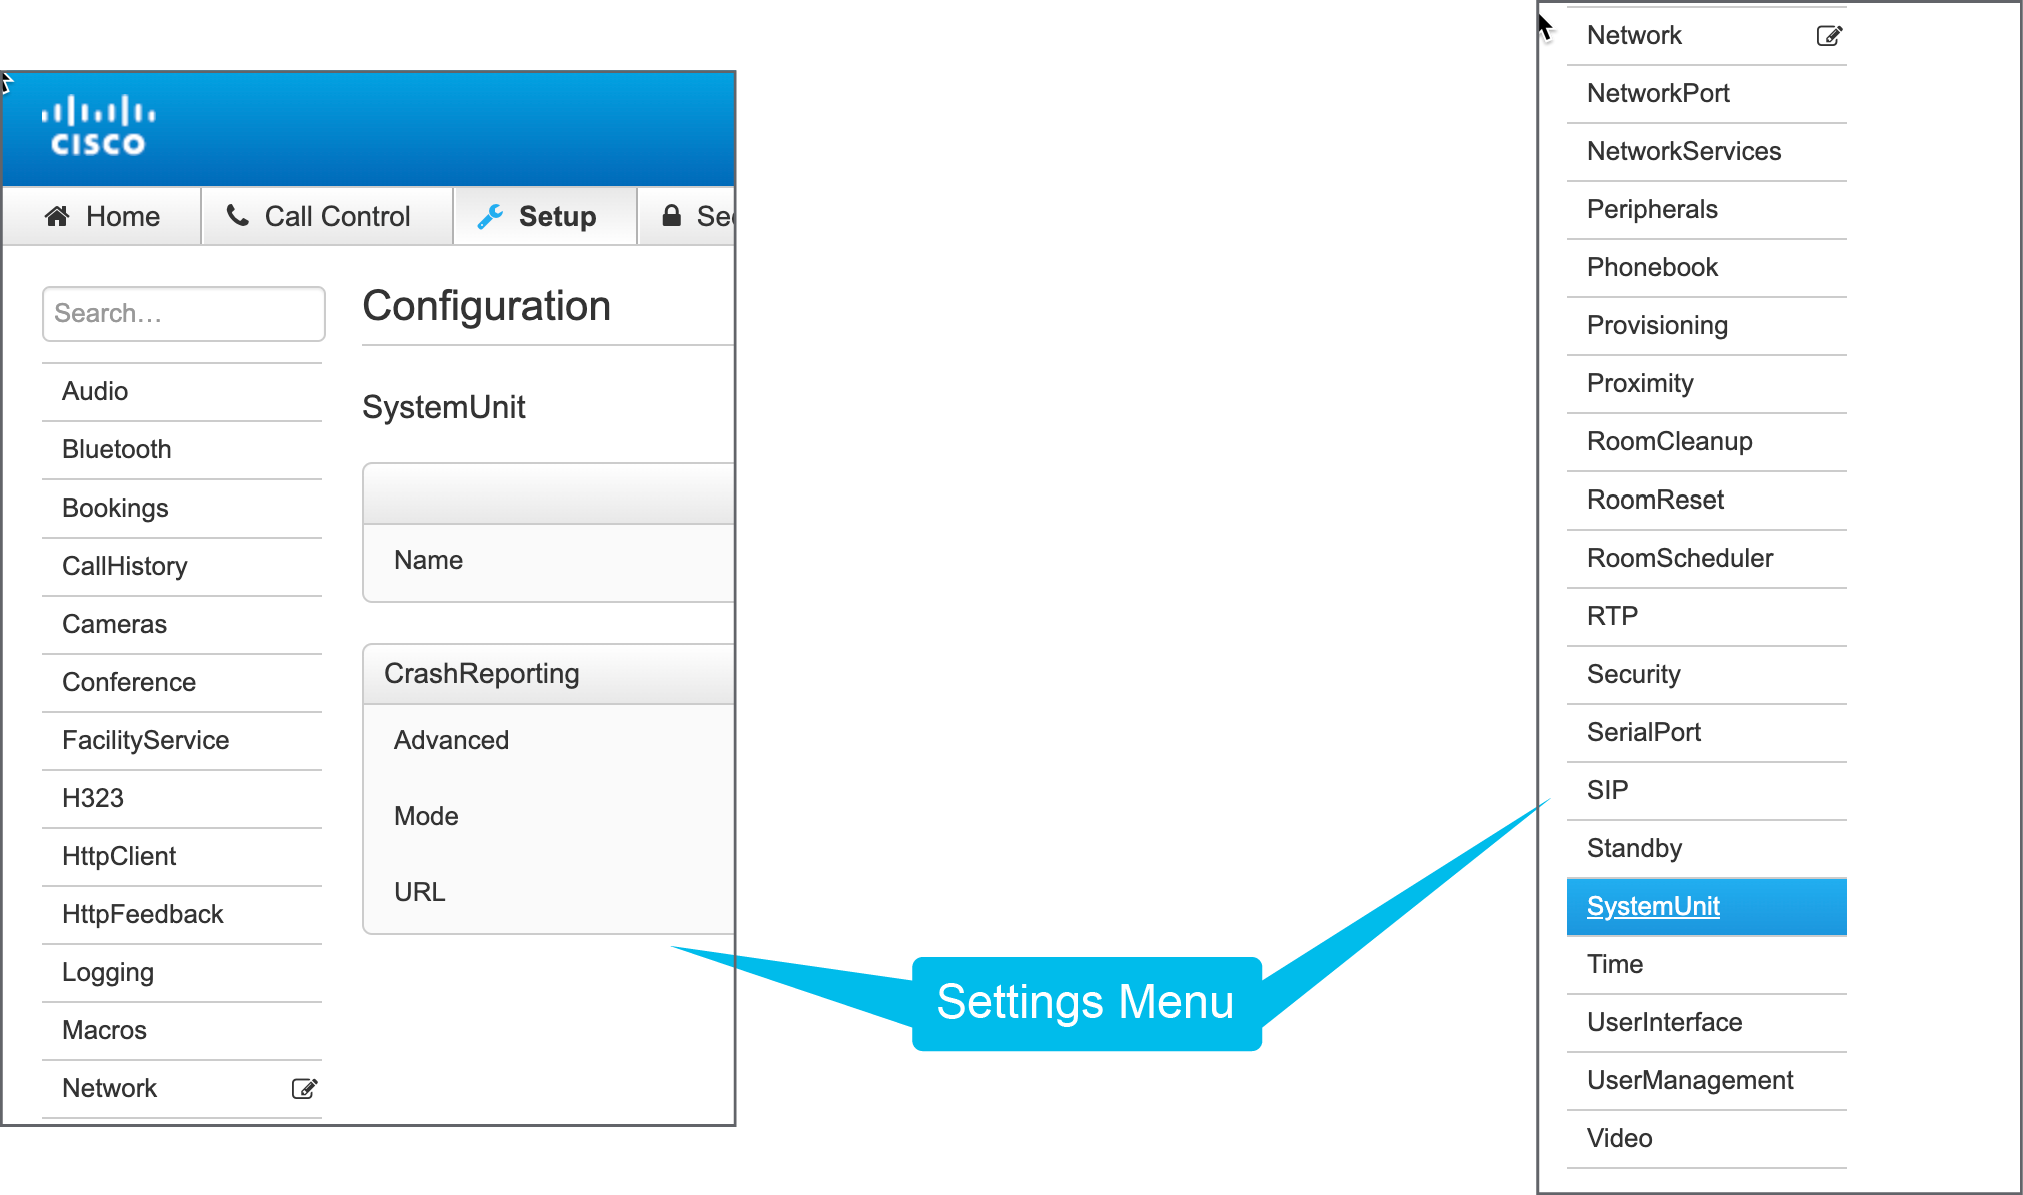 CISCO
Home
Call Control
Setup
Sec
Search…
Configuration
Audio
Bluetooth
Bookings
CallHistory
Cameras
Conference
FacilityService
H323
HttpClient
HttpFeedback
Logging
Macros
Network
SystemUnit
Name
CrashReporting
Advanced
Mode
URL
Settings Menu
Network
NetworkPort
NetworkServices
Peripherals
Phonebook
Provisioning
Proximity
RoomCleanup
RoomReset
RoomScheduler
RTP
Security
SerialPort
SIP
Standby
SystemUnit
Time
UserInterface
UserManagement
Video